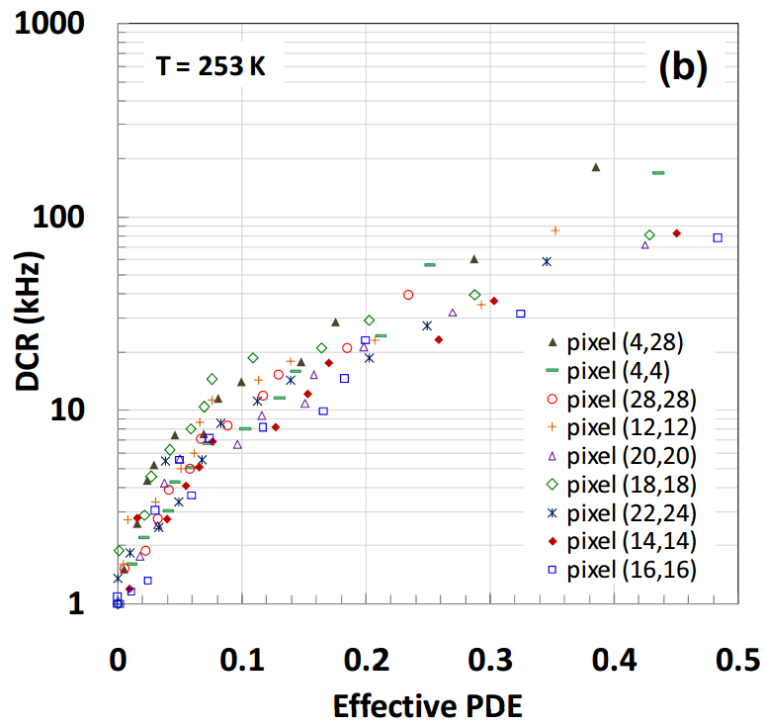 1000
T = 253 K
(b)
100
DCR (kHz)
10
1
pixel (4,28)
pixel (4,4)
pixel (28,28)
pixel (12,12)
pixel (20,20)
pixel (18,18)
pixel (22,24)
pixel (14,14)
pixel (16,16)
0 0.1 0.2 0.3 0.4 0.5
Effective PDE